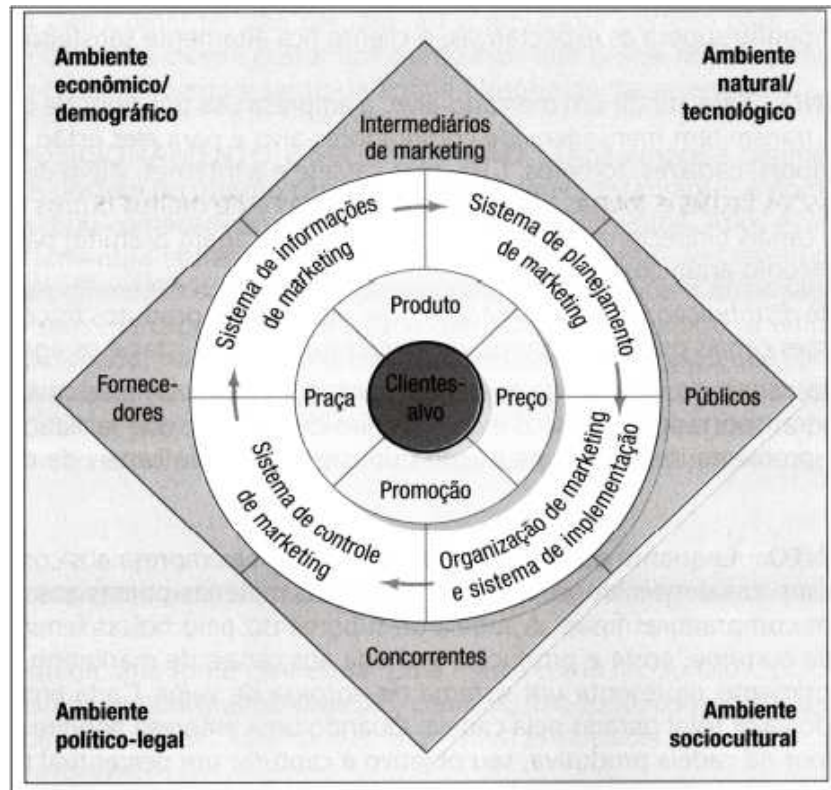 Ambiente
econômico/
demográfico
Ambiente
natural/
tecnológico
Intermediários
de marketing
Sistema de informações
de marketing
Sistema de planejamento
de marketing
Produto
Fornece-
dores
Praça
Clientes-
alvo
Preço
Públicos
Promoção
Sistema de controle
de marketing
Organização de marketing
e sistema de implementação
Concorrentes
Ambiente
político-legal
Ambiente
sociocultural